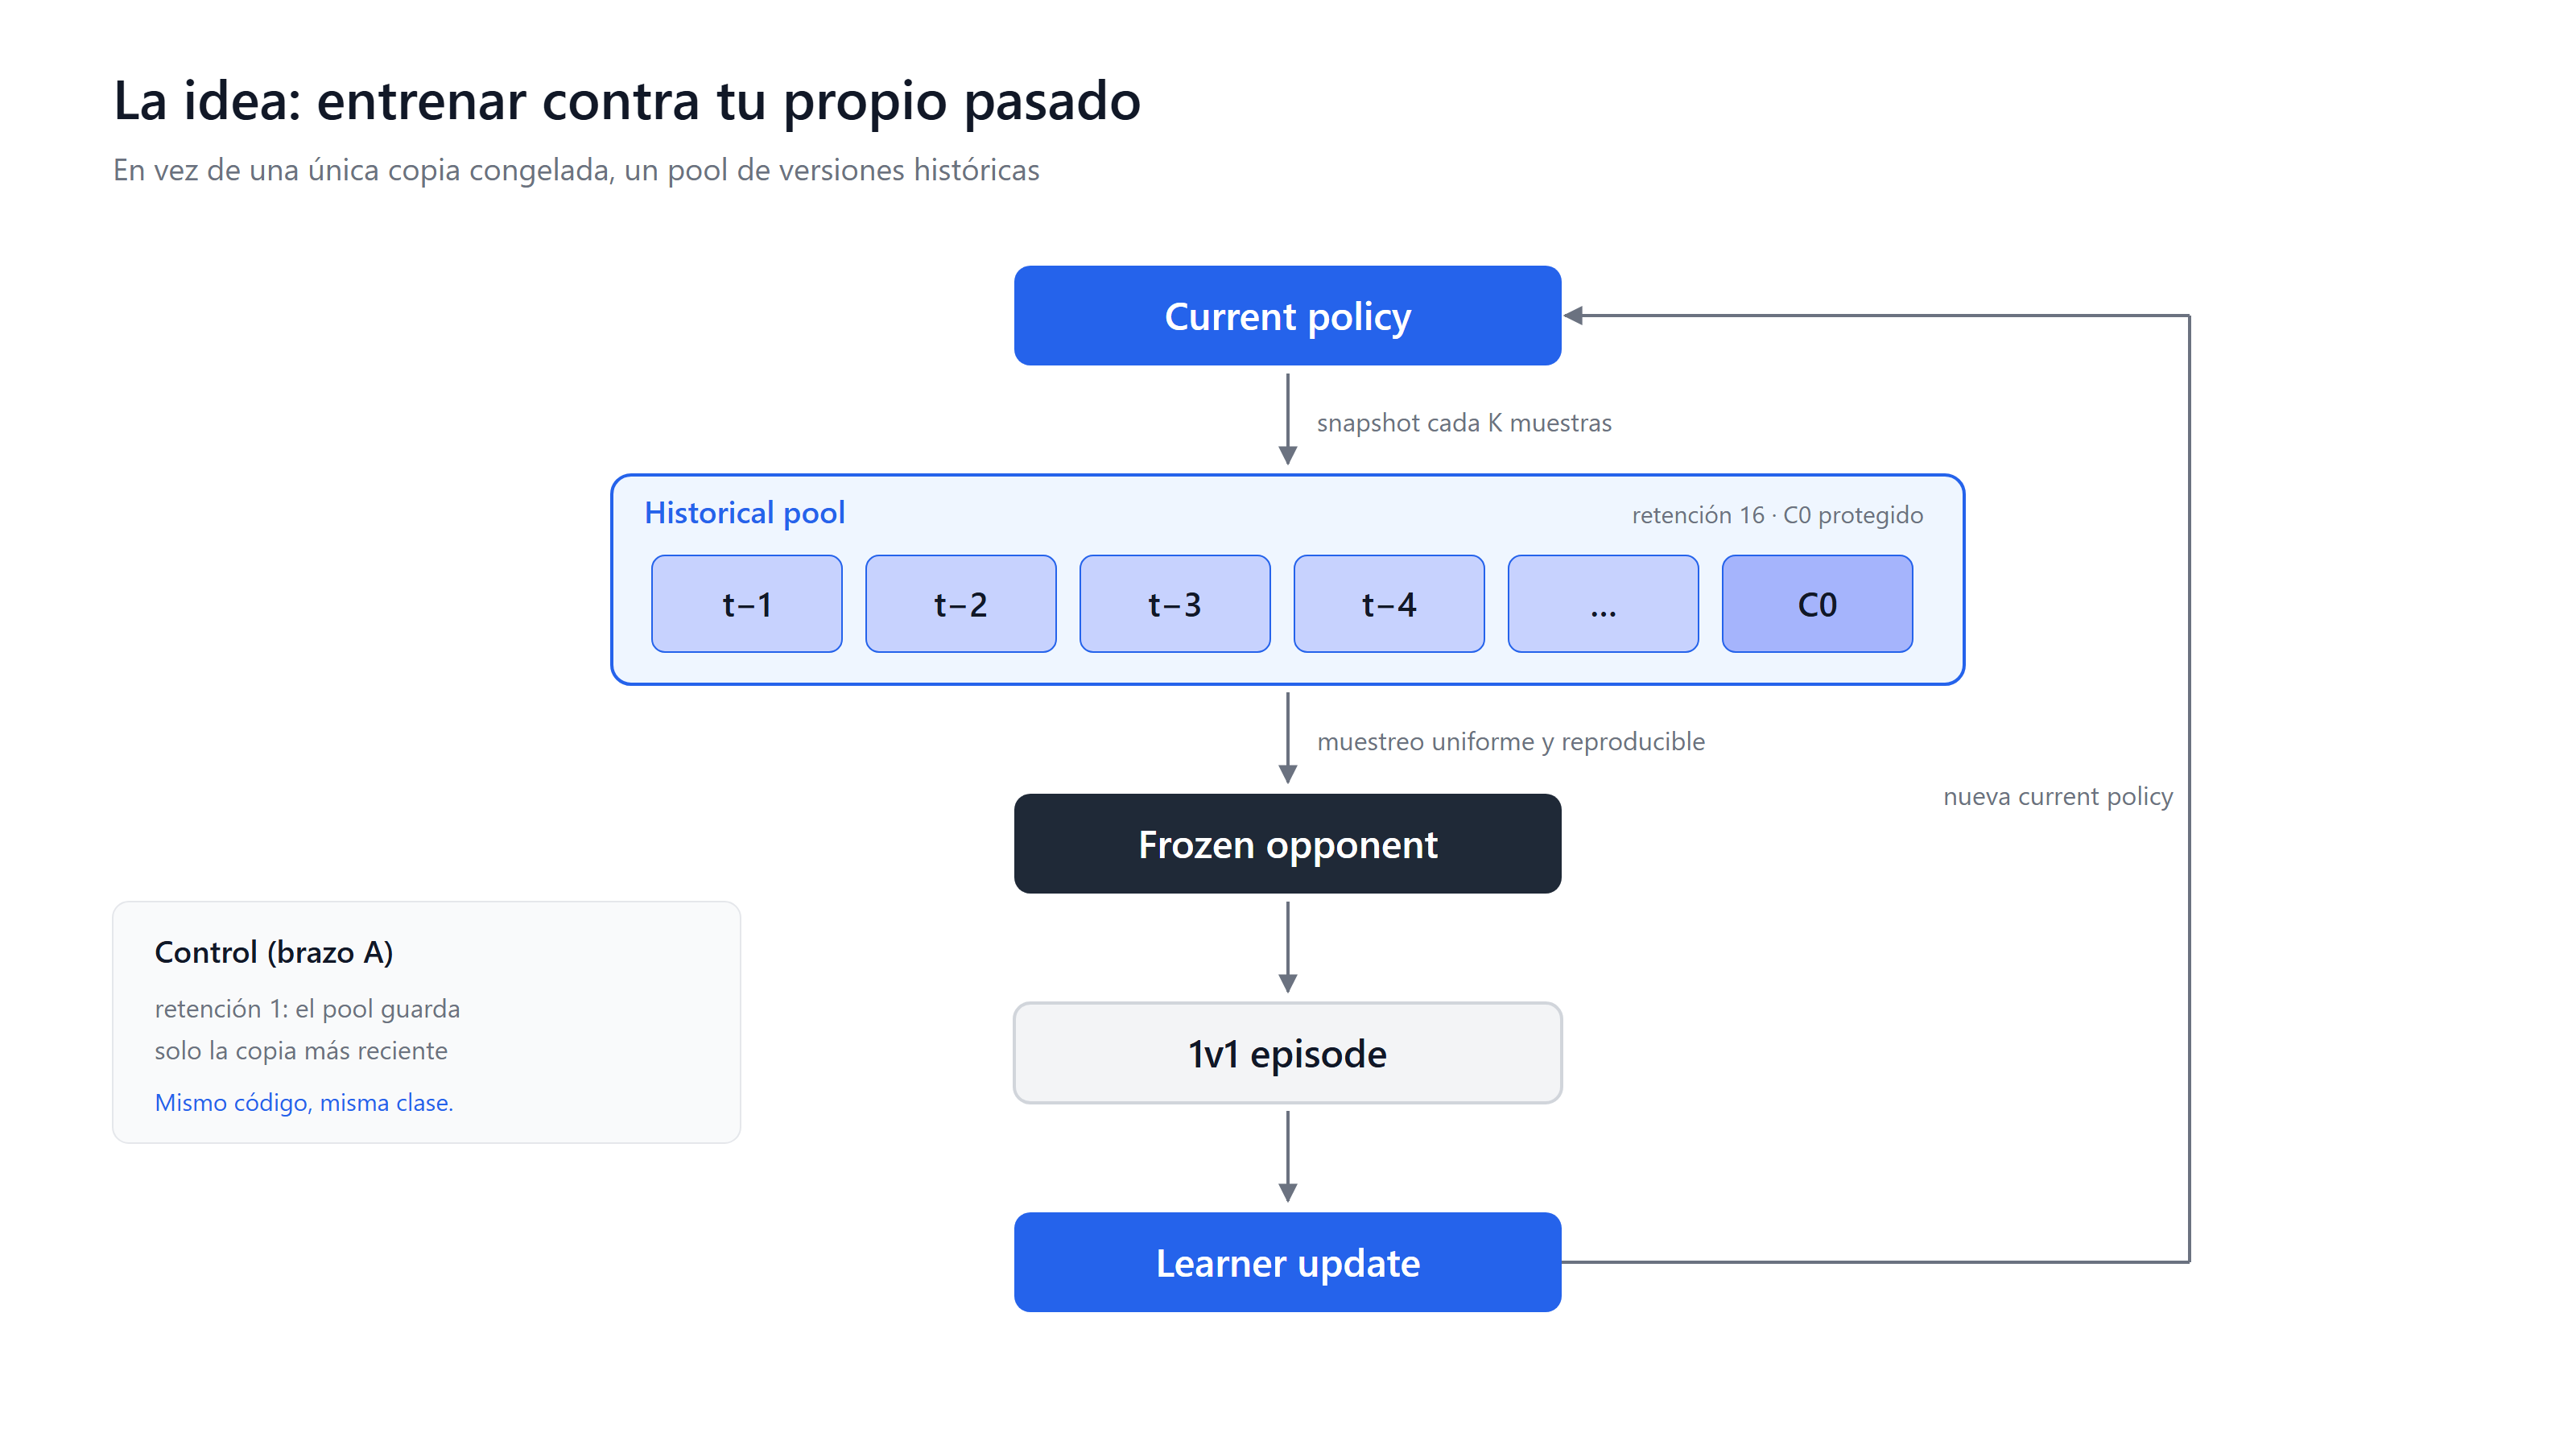 La idea: entrenar contra tu propio pasado
En vez de una única copia congelada, un pool de versiones históricas
Current policy
snapshot cada K muestras
Historical pool
retención 16 · C0 protegido
t−1
t−2
t−3
t−4
...
C0
muestreo uniforme y reproducible
nueva current policy
Frozen opponent
Control (brazo A)
retención 1: el pool guarda
solo la copia más reciente
Mismo código, misma clase.
1v1 episode
Learner update